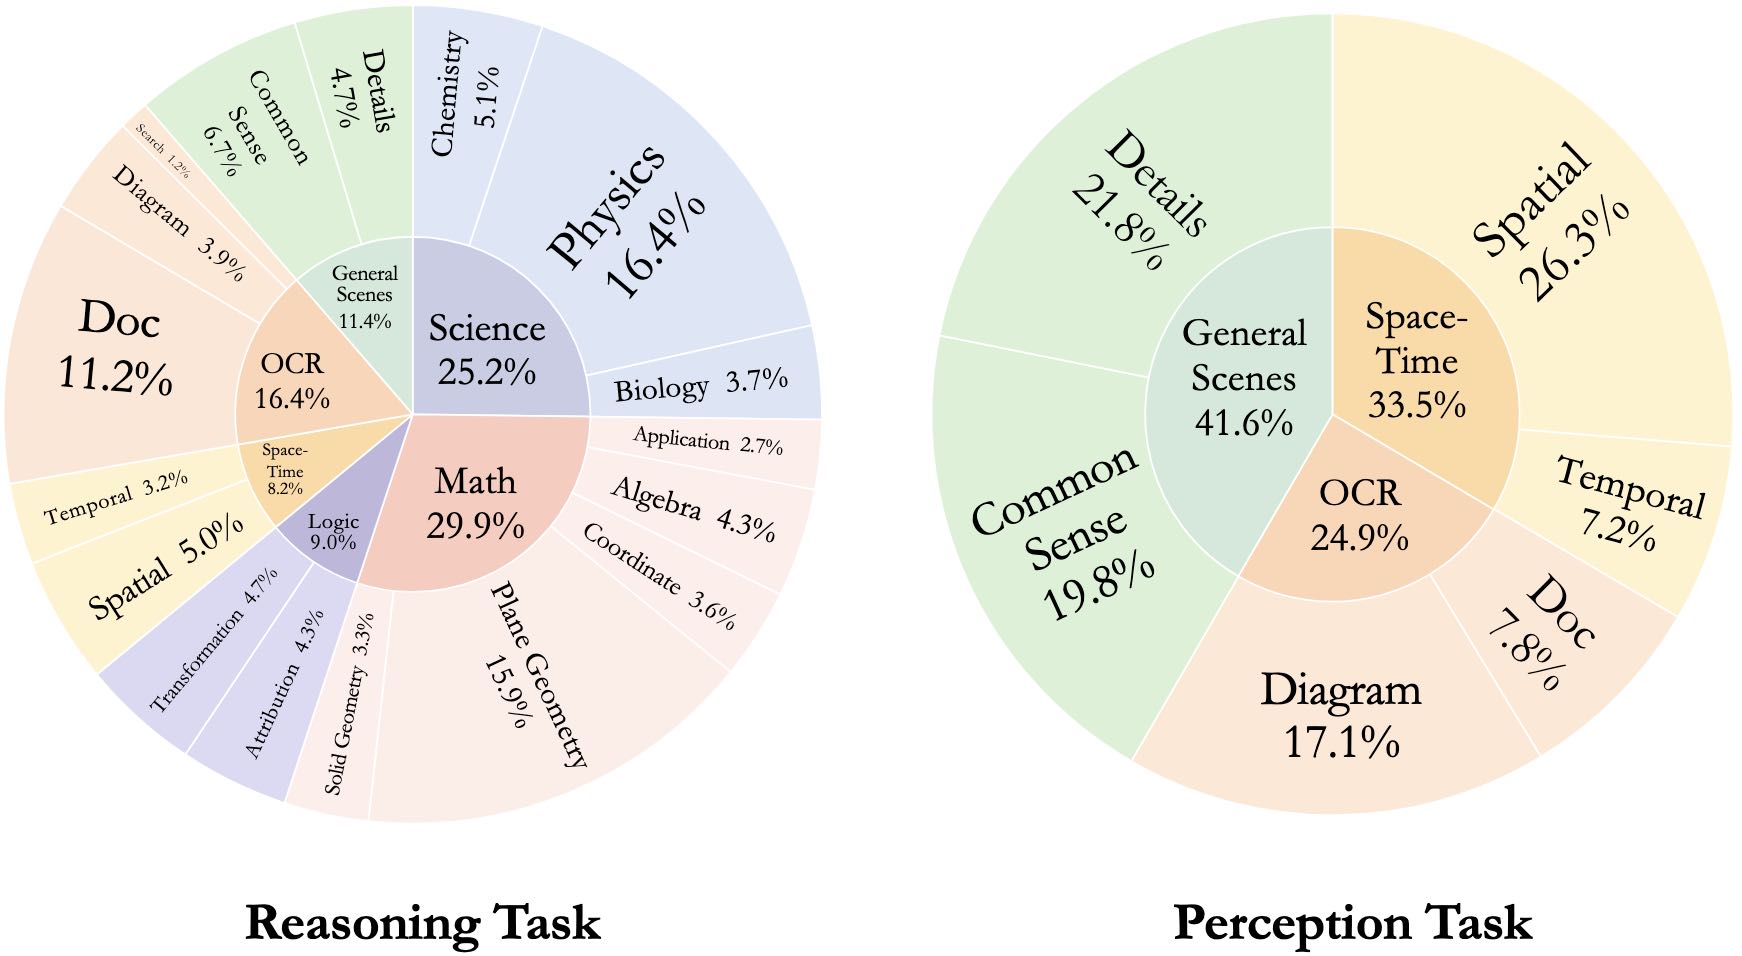 Details
4.7%
Chemistry
5.1%
Common
Sense
6.7%
Search 1.2%
Diagram 3.9%
Physics
16.4%
General
Scenes
11.4%
Science
25.2%
Doc
11.2%
OCR
16.4%
Biology 3.7%
Application 2.7%
Space-
Time
8.2%
Temporal 3.2%
Math
29.9%
Algebra 4.3%
Logic
9.0%
Spatial 5.0%
Coordinate 3.6%
Transformation 4.7%
Attribution 4.3%
Solid Geometry 3.3%
Plane Geometry
15.9%
Reasoning Task
Details
21.8%
Spatial
26.3%
General
Scenes
41.6%
Space-
Time
33.5%
Common
Sense
19.8%
OCR
24.9%
Temporal
7.2%
Doc
7.8%
Diagram
17.1%
Perception Task